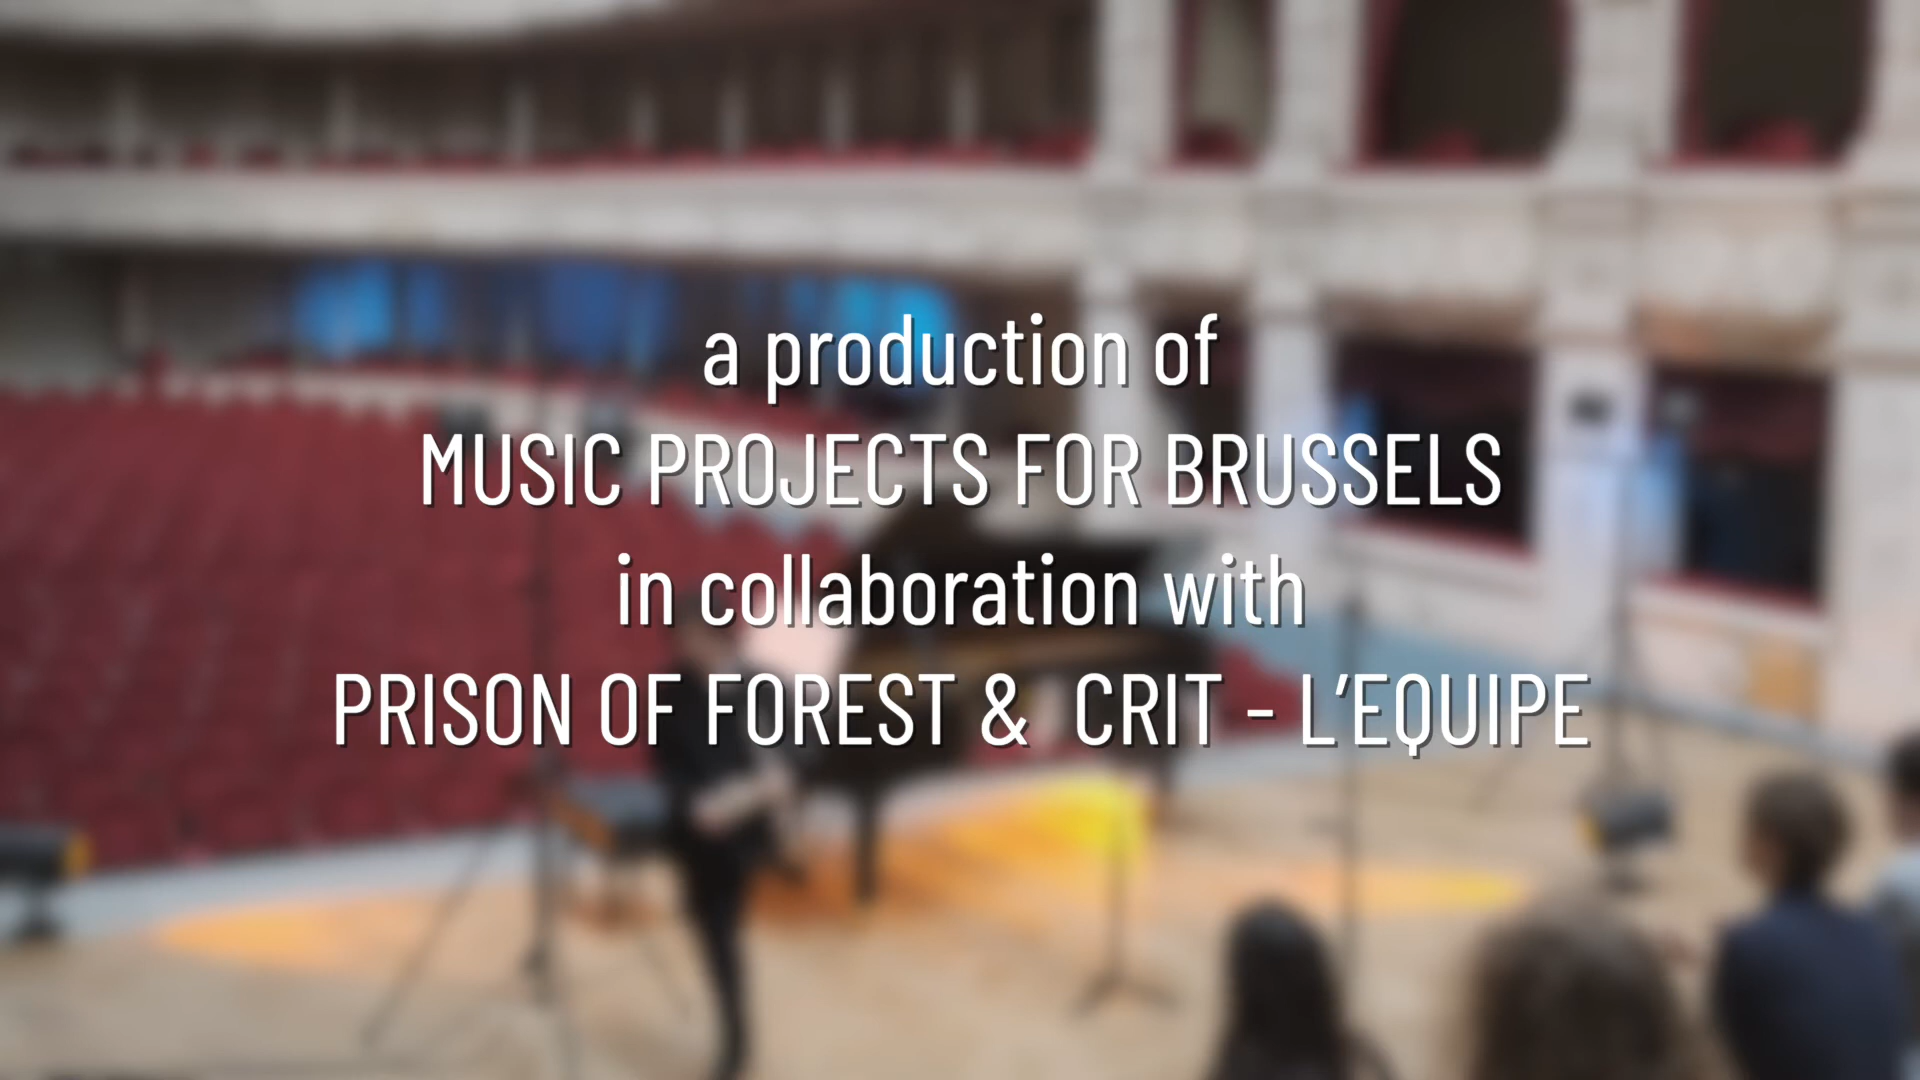 a production of
MUSIC PROJECTS FOR BRUSSELS
in collaboration with
PRISON OF FOREST & CRIT - L'EQUIPE